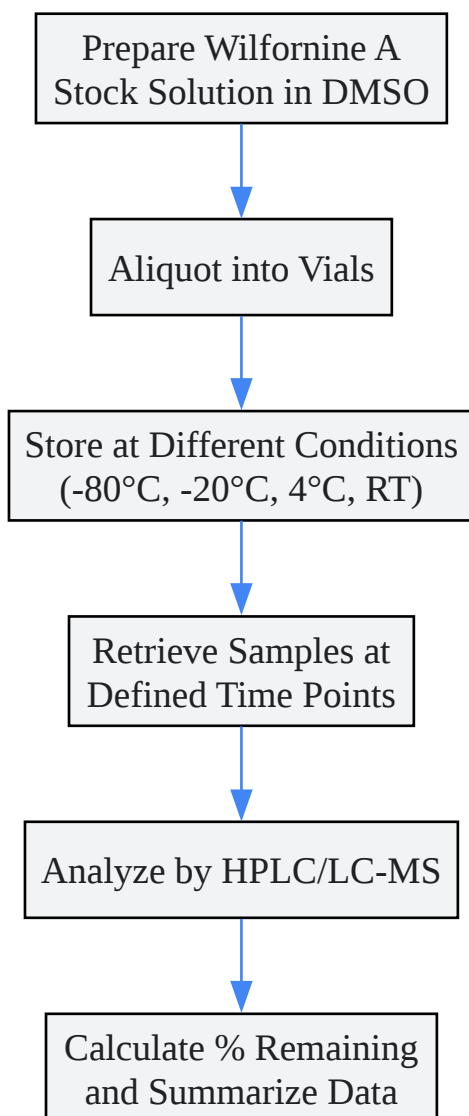 Prepare Wilfornine A
Stock Solution in DMSO
Aliquot into Vials
Store at Different Conditions
(-80°C, -20°C, 4°C, RT)
Retrieve Samples at
Defined Time Points
Analyze by HPLC/LC-MS
Calculate % Remaining
and Summarize Data